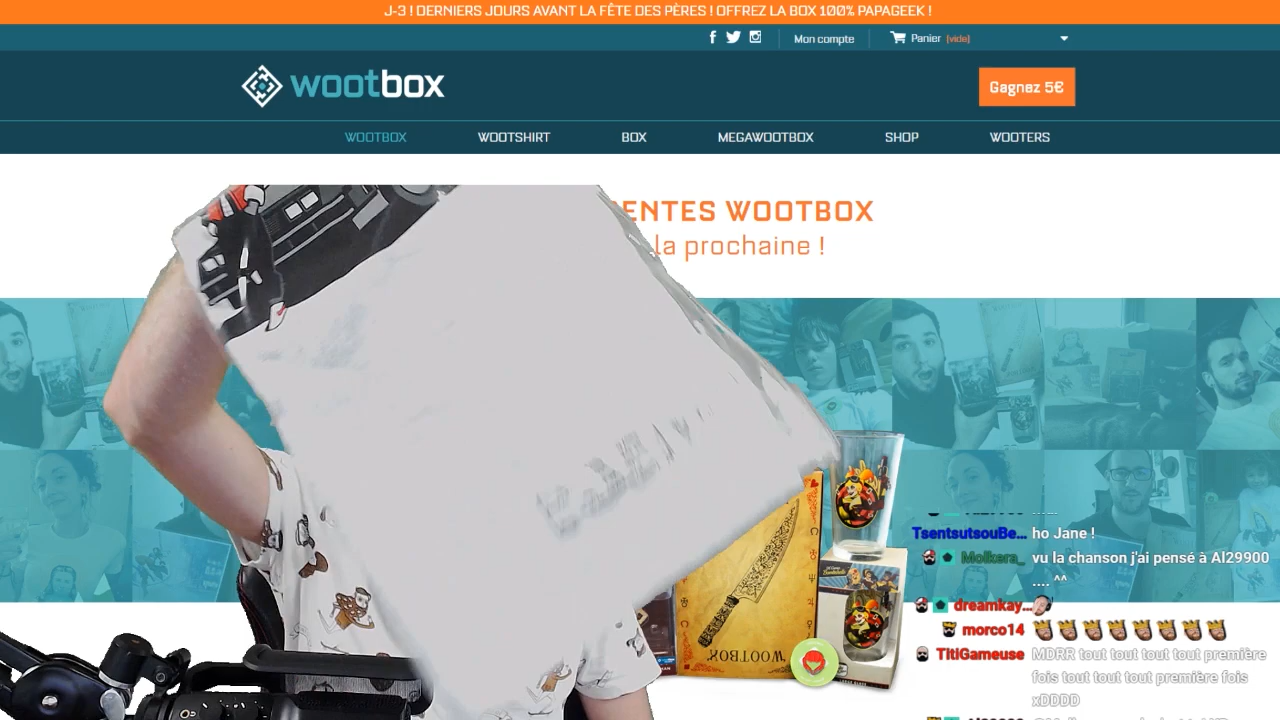 J-3 ! DERNIERS JOURS AVANT LA FÊTE DES PÈRES ! OFFREZ LA BOX 100% PAPAGEEK !
Mon compte
Panier (vide)
wootbox
Gagnez 5€
WOOTBOX
WOOTSHIRT
BOX
MEGAWOOTBOX
SHOP
WOOTERS
ENTES WOOTBOX
la prochaine !
WOOTBOX
TsentsutsouBe... ho Jane !
Molkera_ vu la chanson j'ai pensé à Al29900
.... ^^
dreamkay...
morco14
TitiGameuse MDRR tout tout tout tout première
fois tout tout tout première fois
xDDDD